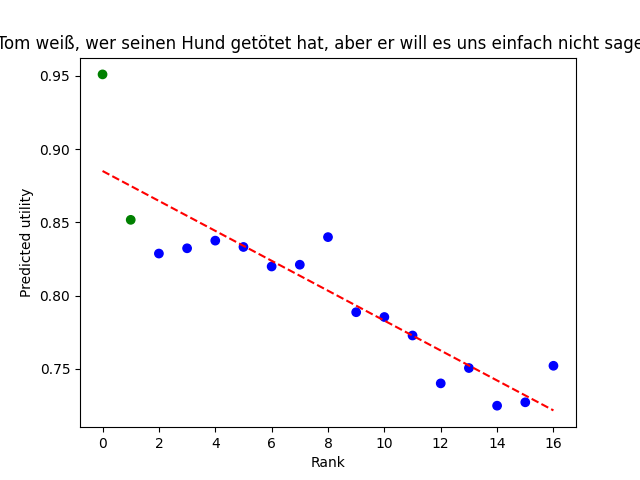 Tom weiß, wer seinen Hund getötet hat, aber er will es uns einfach nicht sage
0.95
0.90
0.85
0.80
0.75
Predicted utility
0 2 4 6 8 10 12 14 16
Rank